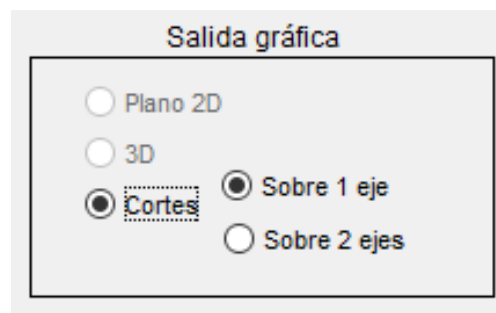 Salida gráfica
Plano 2D
3D
Sobre 1 eje
Cortes
Sobre 2 ejes